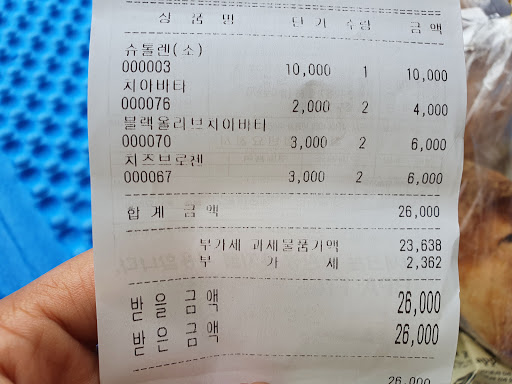 상 품 명 단 가 수량 금 액
슈톨렌(소)
000003 10,000 1 10,000
치아바타
000076 2,000 2 4,000
블랙올리브치아바타
000070 3,000 2 6,000
치즈브로첸
000067 3,000 2 6,000
합 계 금 액 26,000
부가세 과세물품가액 23,638
부 가 세 2,362
받 을 금 액 26,000
받 은 금 액 26,000
26,000